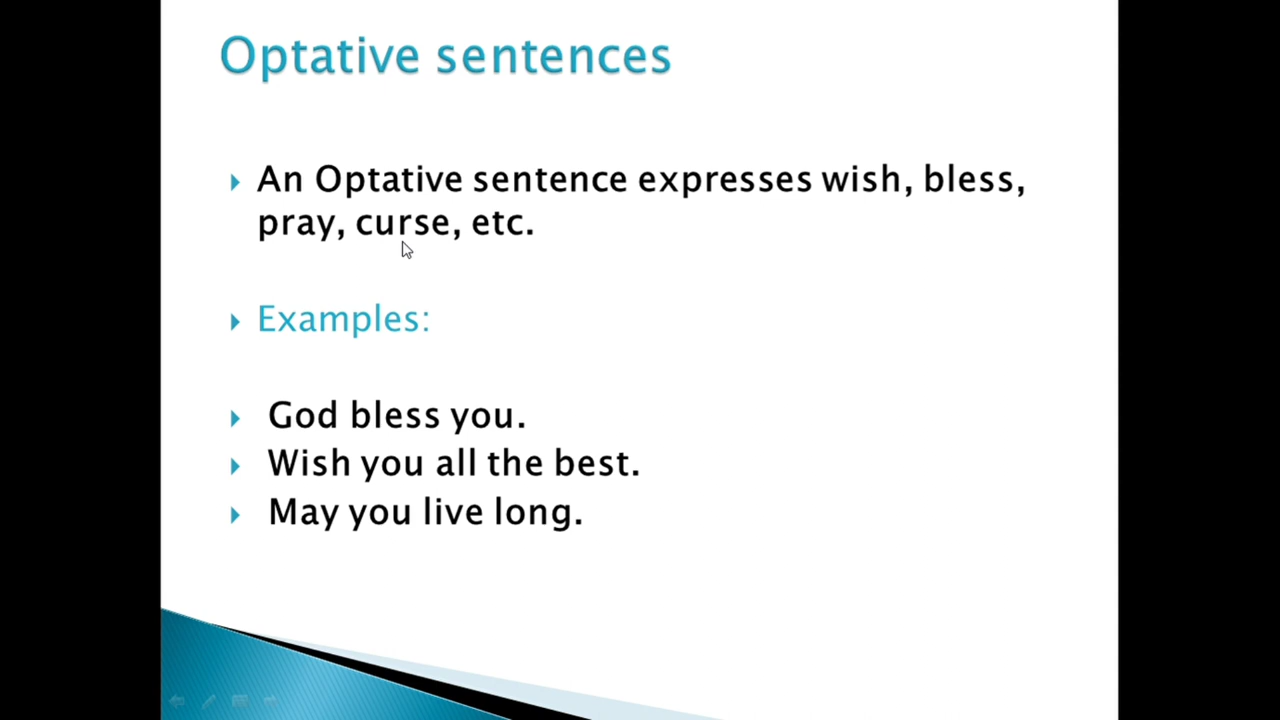 Optative sentences
An Optative sentence expresses wish, bless,
pray, curse, etc.
Examples:
God bless you.
Wish you all the best.
May you live long.